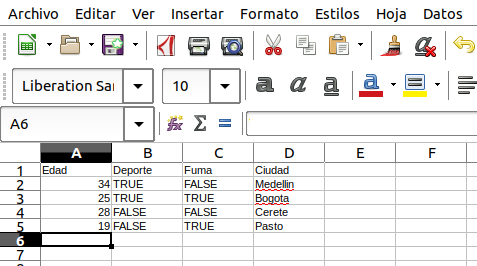 Archivo Editar Ver Insertar Formato Estilos Hoja Datos
Liberation Sa 10 a a a a
A6
A B C D E F
1 Edad Deporte Fuma Ciudad
2 34 TRUE FALSE Medellin
3 25 TRUE TRUE Bogota
4 28 FALSE FALSE Cerete
5 19 FALSE TRUE Pasto
6
7